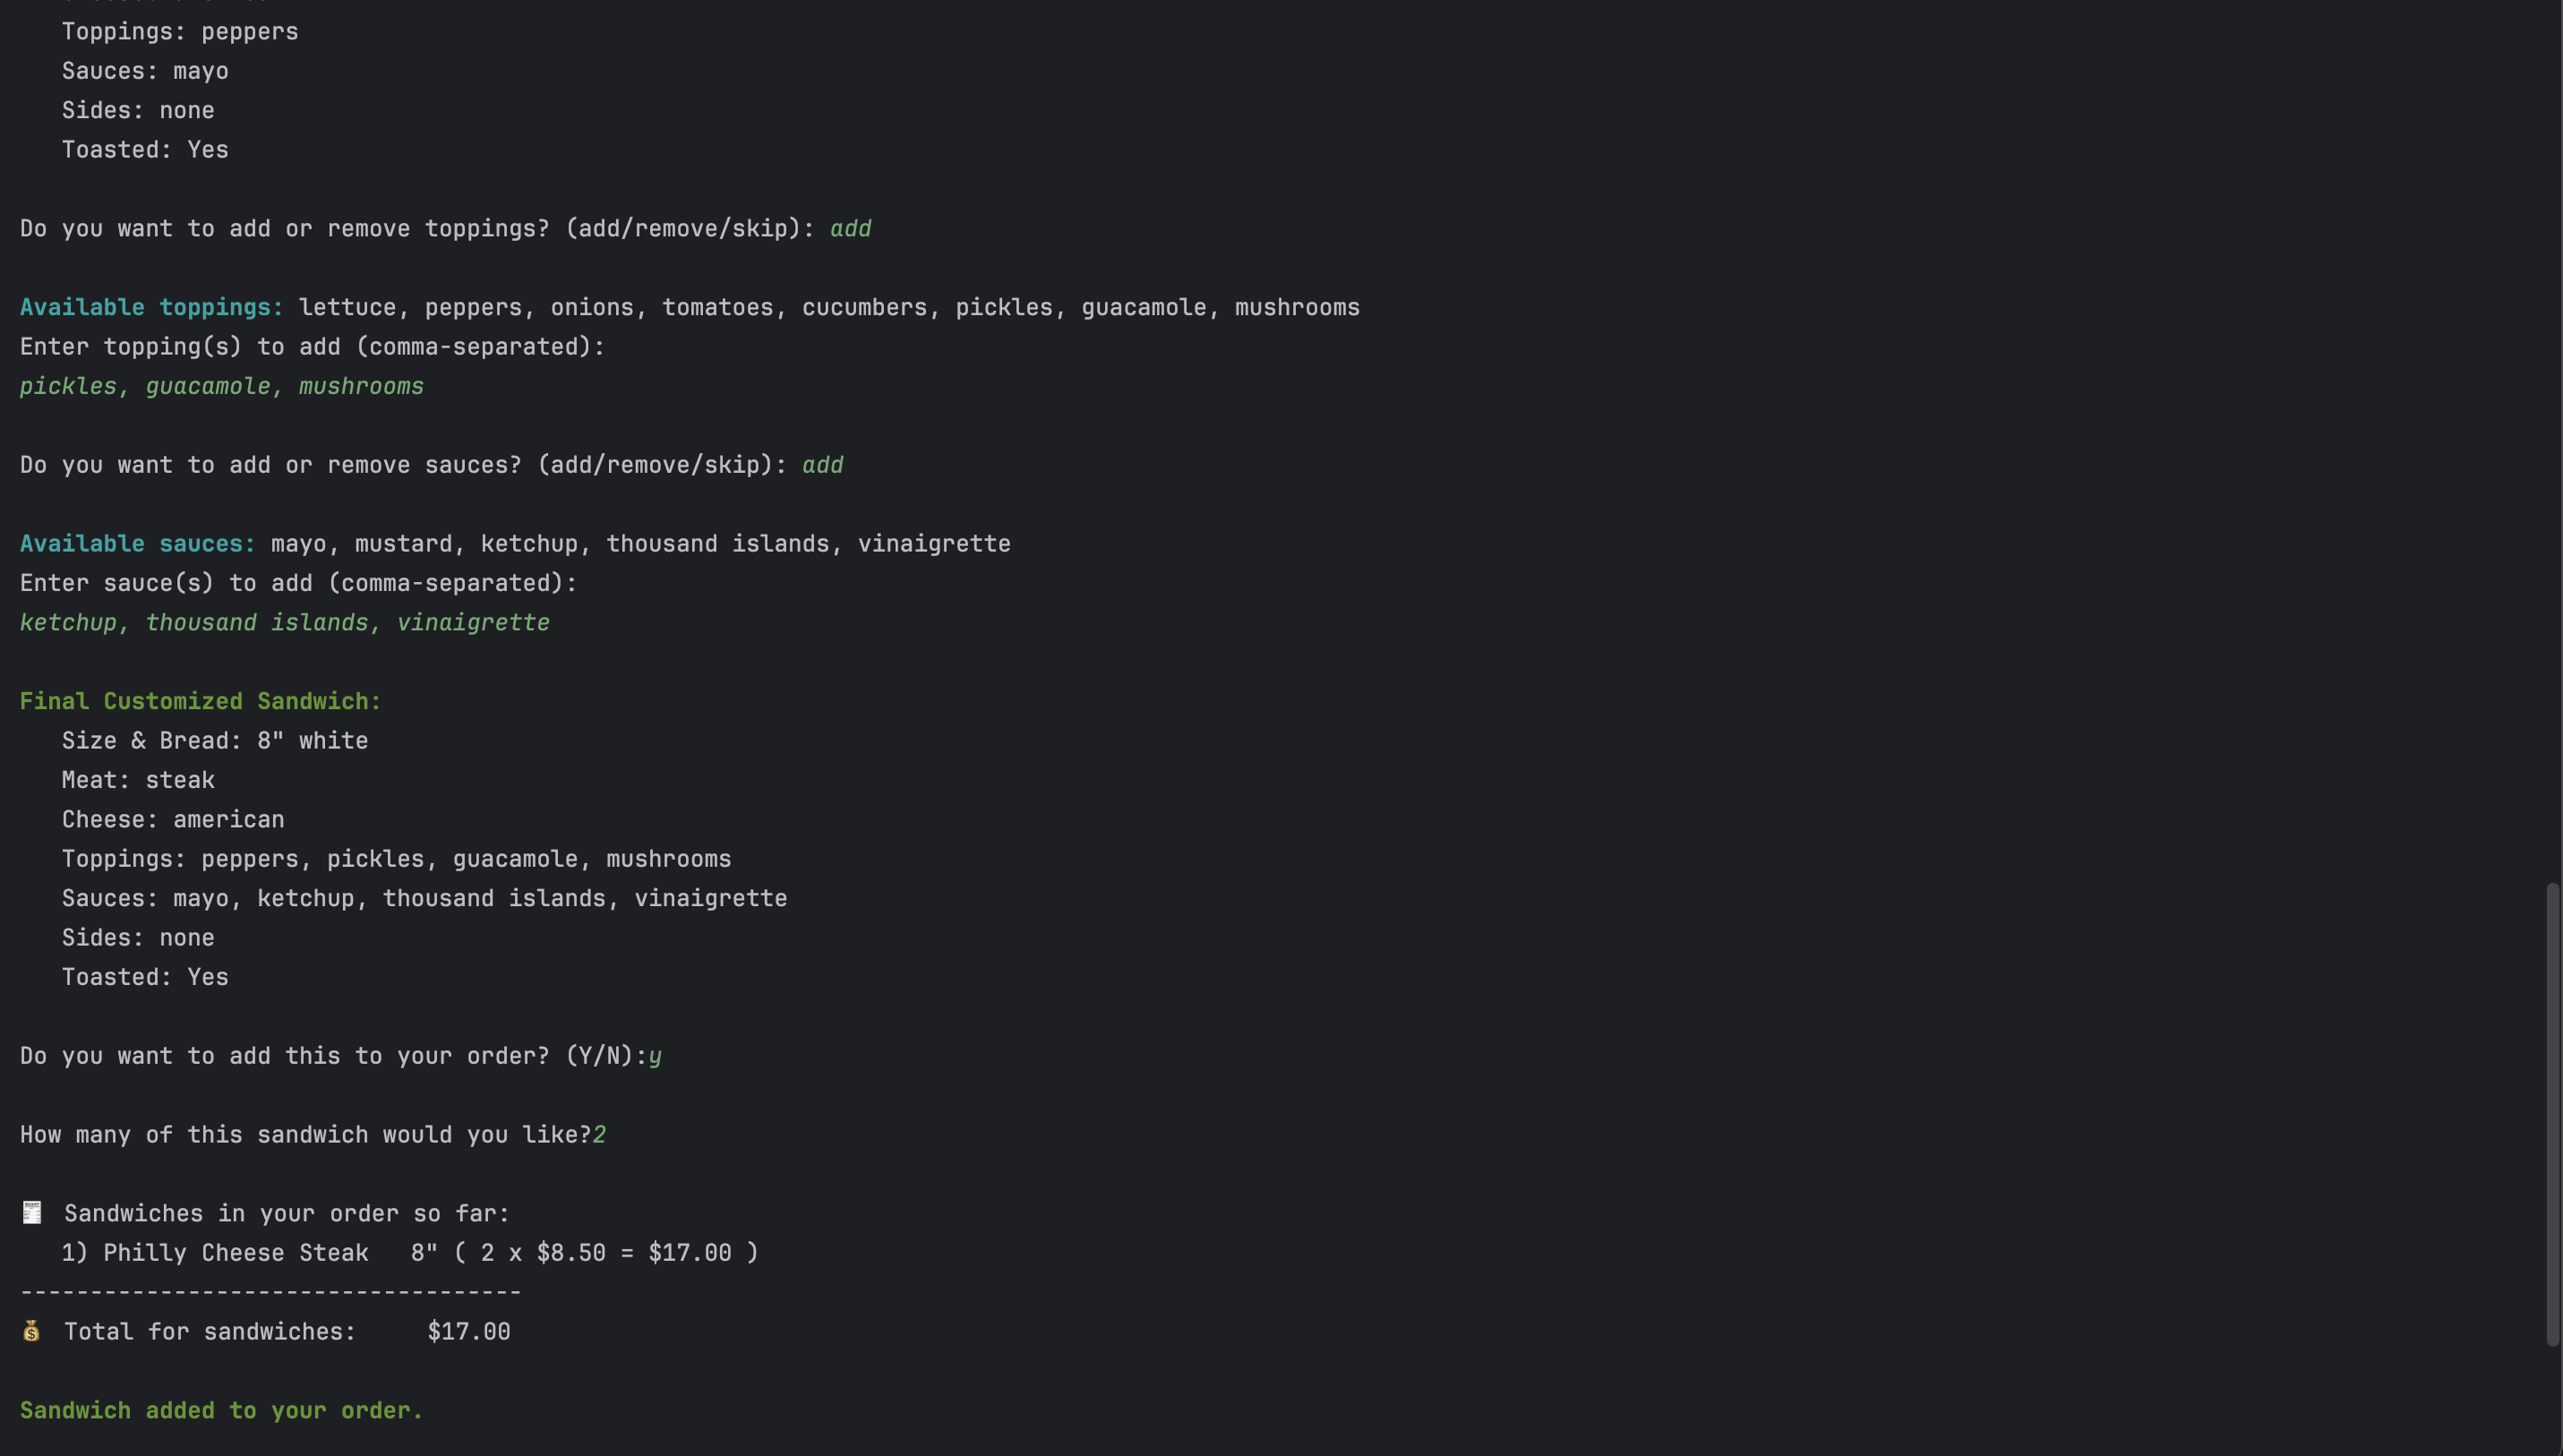 Toppings: peppers
Sauces: mayo
Sides: none
Toasted: Yes
Do you want to add or remove toppings? (add/remove/skip): add
Available toppings: lettuce, peppers, onions, tomatoes, cucumbers, pickles, guacamole, mushrooms
Enter topping(s) to add (comma-separated):
pickles, guacamole, mushrooms
Do you want to add or remove sauces? (add/remove/skip): add
Available sauces: mayo, mustard, ketchup, thousand islands, vinaigrette
Enter sauce(s) to add (comma-separated):
ketchup, thousand islands, vinaigrette
Final Customized Sandwich:
Size & Bread: 8" white
Meat: steak
Cheese: american
Toppings: peppers, pickles, guacamole, mushrooms
Sauces: mayo, ketchup, thousand islands, vinaigrette
Sides: none
Toasted: Yes
Do you want to add this to your order? (Y/N):y
How many of this sandwich would you like?2
Sandwiches in your order so far:
1) Philly Cheese Steak   8" ( 2 x $8.50 = $17.00 )
------------------------------------
Total for sandwiches:     $17.00
Sandwich added to your order.